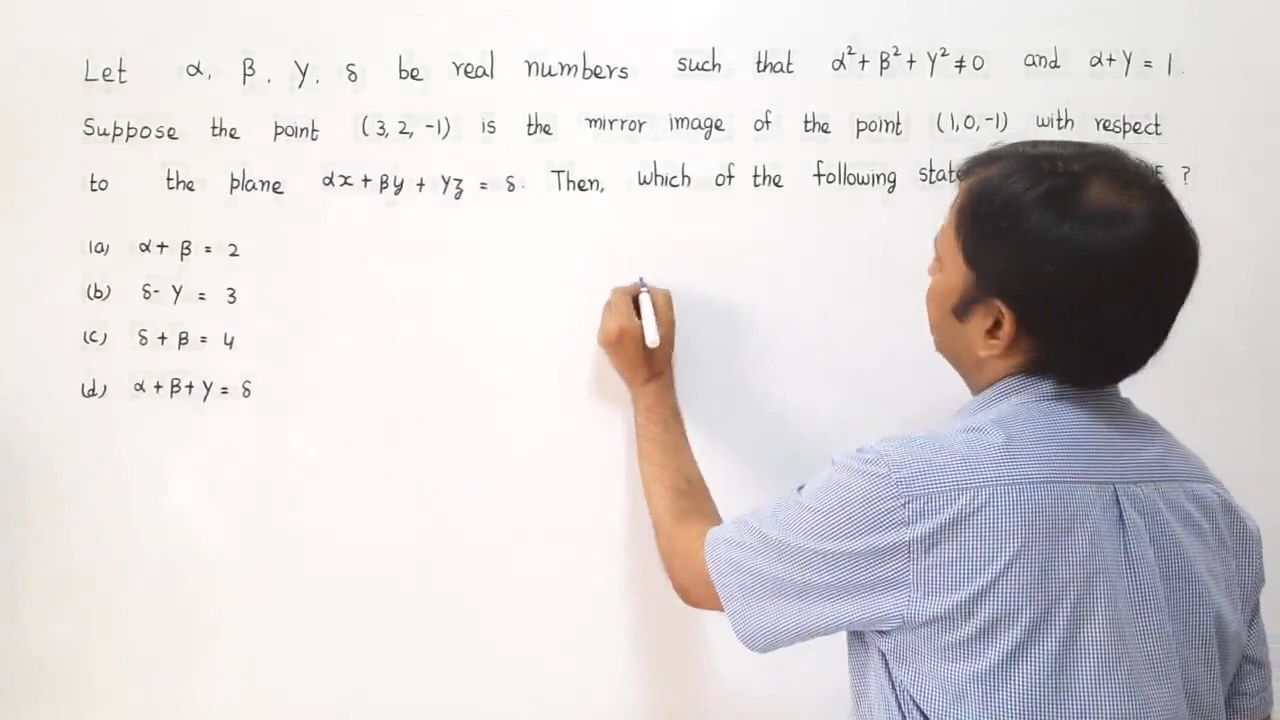 Let α, β, γ, δ be real numbers such that α² + β² + γ² ≠ 0 and α + γ = 1.
Suppose the point (3, 2, -1) is the mirror image of the point (1, 0, -1) with respect
to the plane αx + βy + γz = δ. Then, which of the following ?
(a) α + β = 2
(b) δ - γ = 3
(c) δ + β = 4
(d) α + β + γ = δ